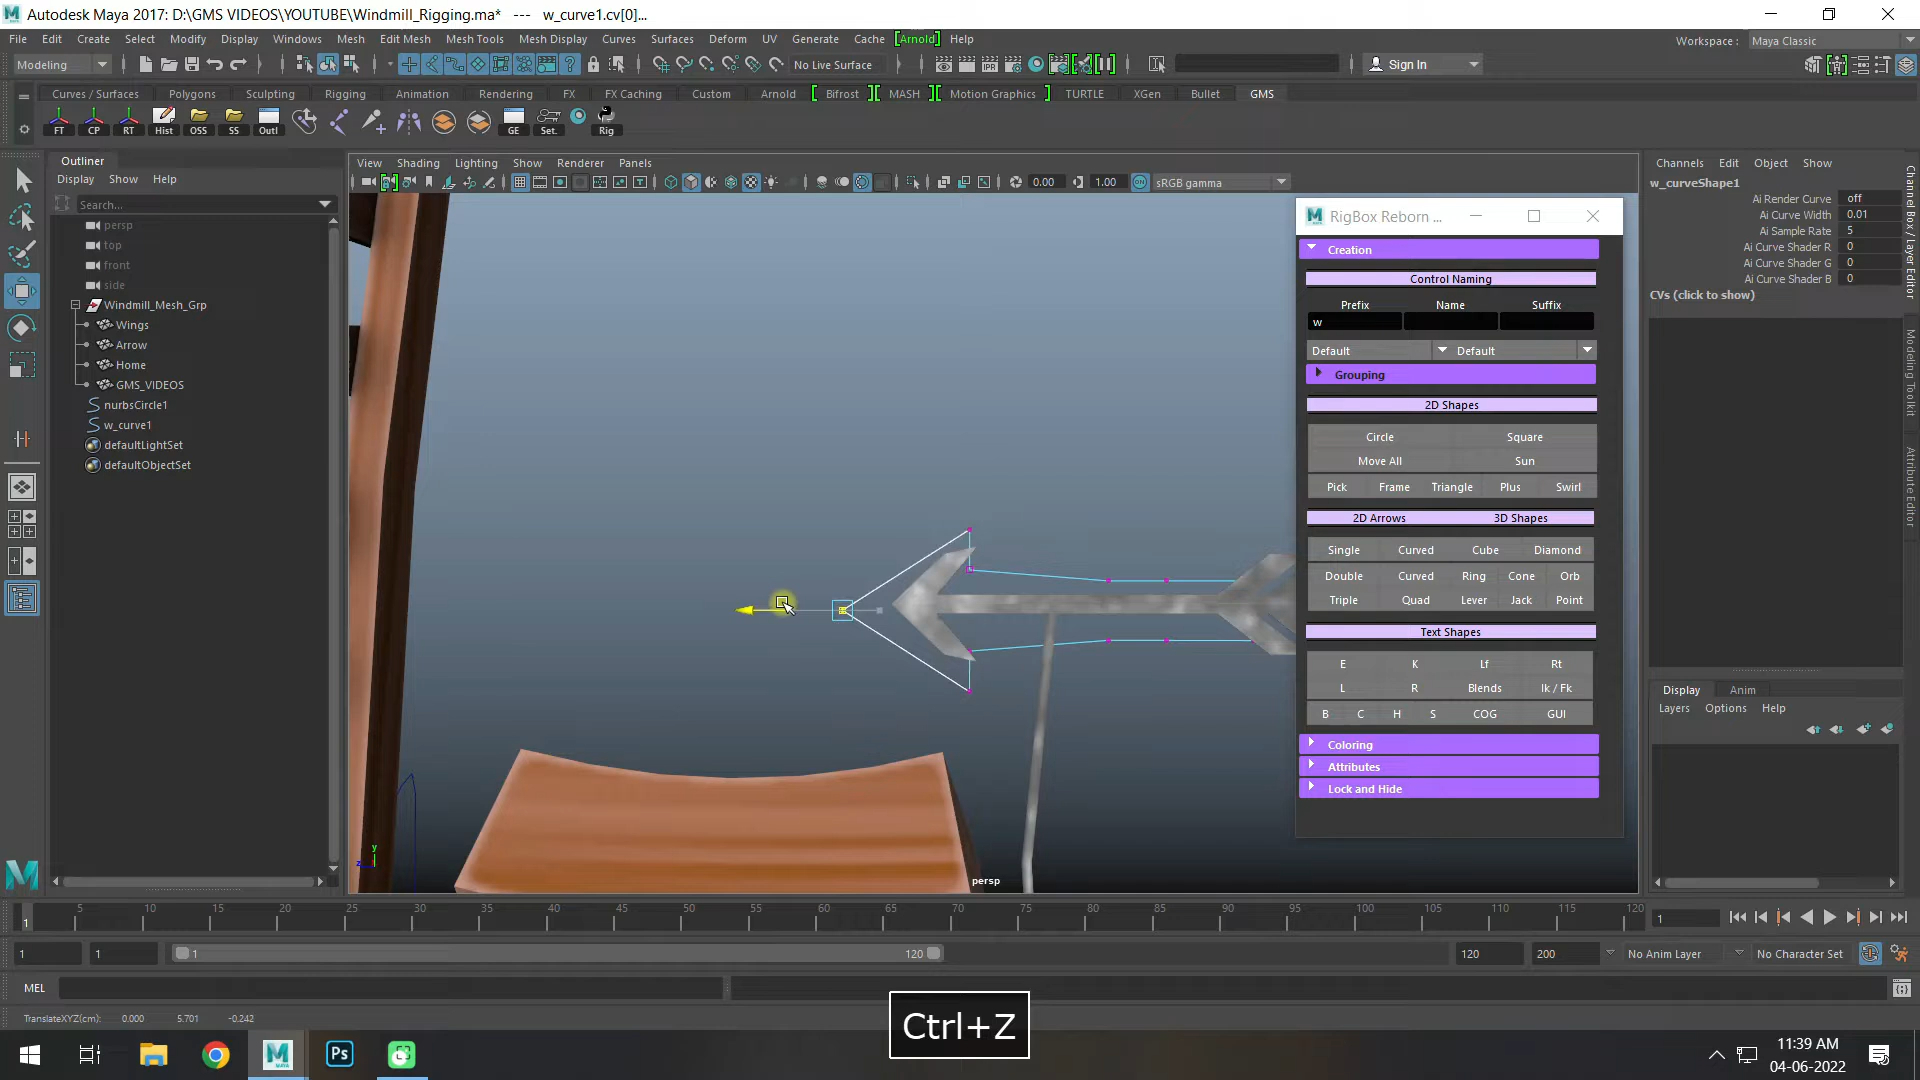 Autodesk Maya 2017: D:\GMS VIDEOS\YOUTUBE\Windmill_Rigging.ma*   ---   w_curve1.cv[0]...
File Edit Create Select Modify Display Windows Mesh Edit Mesh Mesh Tools Mesh Display Curves Surfaces Deform UV Generate Cache [Arnold] Help
Workspace : Maya Classic
Modeling No Live Surface Sign In
Curves / Surfaces Polygons Sculpting Rigging Animation Rendering FX FX Caching Custom Arnold Bifrost MASH Motion Graphics TURTLE XGen Bullet GMS
FT CP RT Hist OSS SS Outl GE Set. Rig
Outliner
Display Show Help
Search...
persp
top
front
side
Windmill_Mesh_Grp
Wings
Arrow
Home
GMS_VIDEOS
nurbsCircle1
w_curve1
defaultLightSet
defaultObjectSet
View Shading Lighting Show Renderer Panels
0.00 1.00 ON sRGB gamma
y
z
persp
RigBox Reborn ...
Creation
Control Naming
Prefix Name Suffix
w
Default Default
Grouping
2D Shapes
Circle Square
Move All Sun
Pick Frame Triangle Plus Swirl
2D Arrows 3D Shapes
Single Curved Cube Diamond
Double Curved Ring Cone Orb
Triple Quad Lever Jack Point
Text Shapes
E K Lf Rt
L R Blends Ik / Fk
B C H S COG GUI
Coloring
Attributes
Lock and Hide
Channels Edit Object Show
w_curveShape1
Ai Render Curve off
Ai Curve Width 0.01
Ai Sample Rate 5
Ai Curve Shader R 0
Ai Curve Shader G 0
Ai Curve Shader B 0
CVs (click to show)
Channel Box / Layer Editor
Modeling Toolkit
Attribute Editor
Display Anim
Layers Options Help
5 10 15 20 25 30 35 40 45 50 55 60 65 70 75 80 85 90 95 100 105 110 115 120
1 1
1 1 1 120 120 200 No Anim Layer No Character Set
MEL
TranslateXYZ(cm): 0.000 5.701 -0.242
Ctrl+Z
MAYA Ps
11:39 AM
04-06-2022